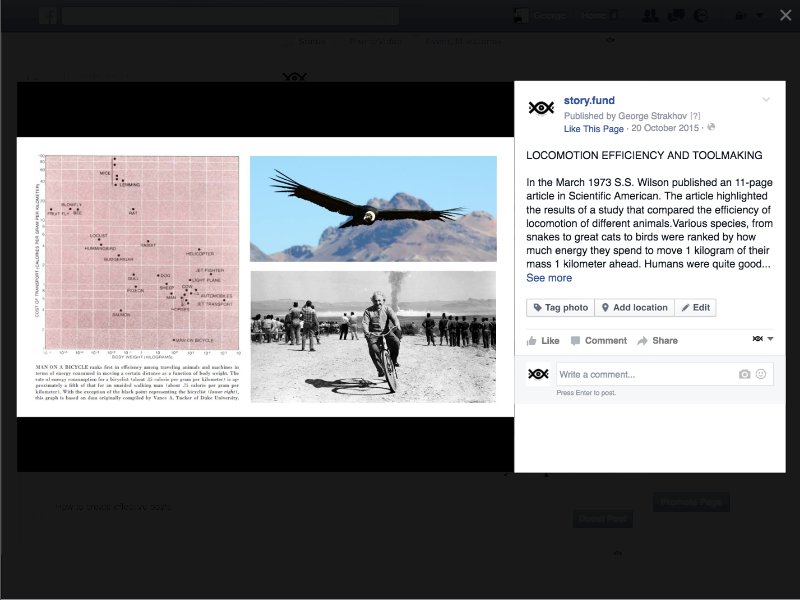 George
Home
story.fund
Published by George Strakhov [?]
Like This Page · 20 October 2015 ·
LOCOMOTION EFFICIENCY AND TOOLMAKING
In the March 1973 S.S. Wilson published an 11-page
article in Scientific American. The article highlighted
the results of a study that compared the efficiency of
locomotion of different animals.Various species, from
snakes to great cats to birds were ranked by how
much energy they spend to move 1 kilogram of their
mass 1 kilometer ahead. Humans were quite good...
See more
Tag photo
Add location
Edit
Like
Comment
Share
Write a comment...
Press Enter to post.
COST OF TRANSPORT (CALORIES PER GRAM PER KILOMETER)
MICE
LEMMING
BLOWFLY
FRUIT FLY
BEE
RAT
LOCUST
HUMMINGBIRD
RABBIT
HELICOPTER
BUDGERIGAR
JET FIGHTER
GULL
DOG
LIGHT PLANE
PIGEON
SHEEP
COW
MAN
AUTOMOBILES
JET TRANSPORT
HORSES
SALMON
MAN ON BICYCLE
BODY WEIGHT (KILOGRAMS)
MAN ON BICYCLE ranks first in efficiency among traveling animals and machines in
terms of energy consumed in moving a certain distance as a function of body weight. The
rate of energy consumption for a bicyclist (about .15 calorie per gram per kilometer) is ap-
proximately a fifth of that for an unaided walking man (about .75 calorie per gram per
kilometer). With the exception of the black point representing the bicyclist (lower right),
this graph is based on data originally compiled by Vance A. Tucker of Duke University.
Promote Page